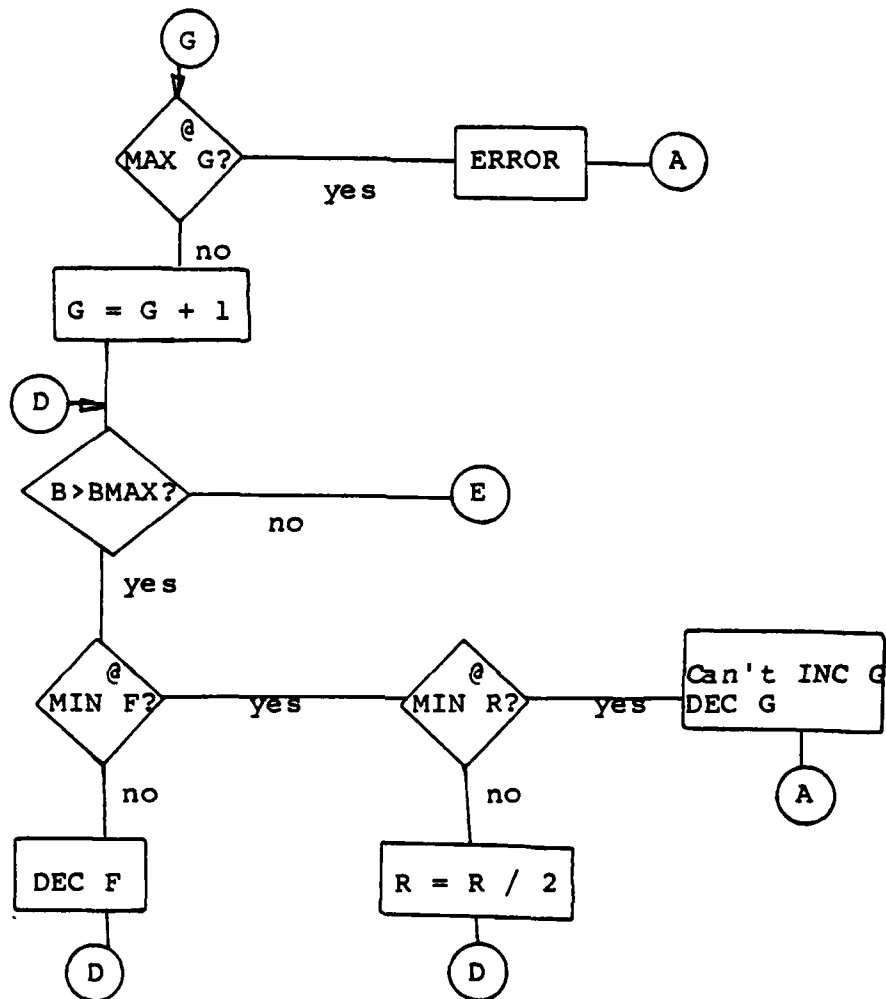 G
@
MAX G?
yes
ERROR
A
no
G = G + 1
D
B>BMAX?
no
E
yes
@
MIN F?
yes
@
MIN R?
yes
Can't INC G
DEC G
A
no
DEC F
D
no
R = R / 2
D